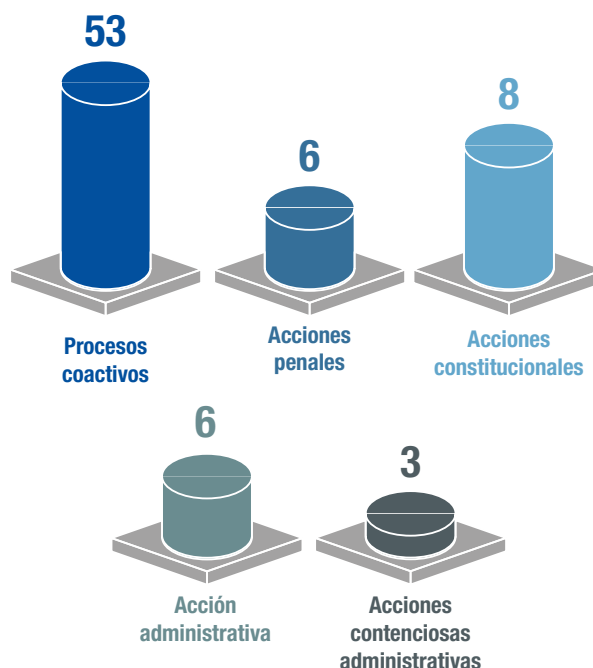 53
Procesos
coactivos
6
Acciones
penales
8
Acciones
constitucionales
6
Acción
administrativa
3
Acciones
contenciosas
administrativas